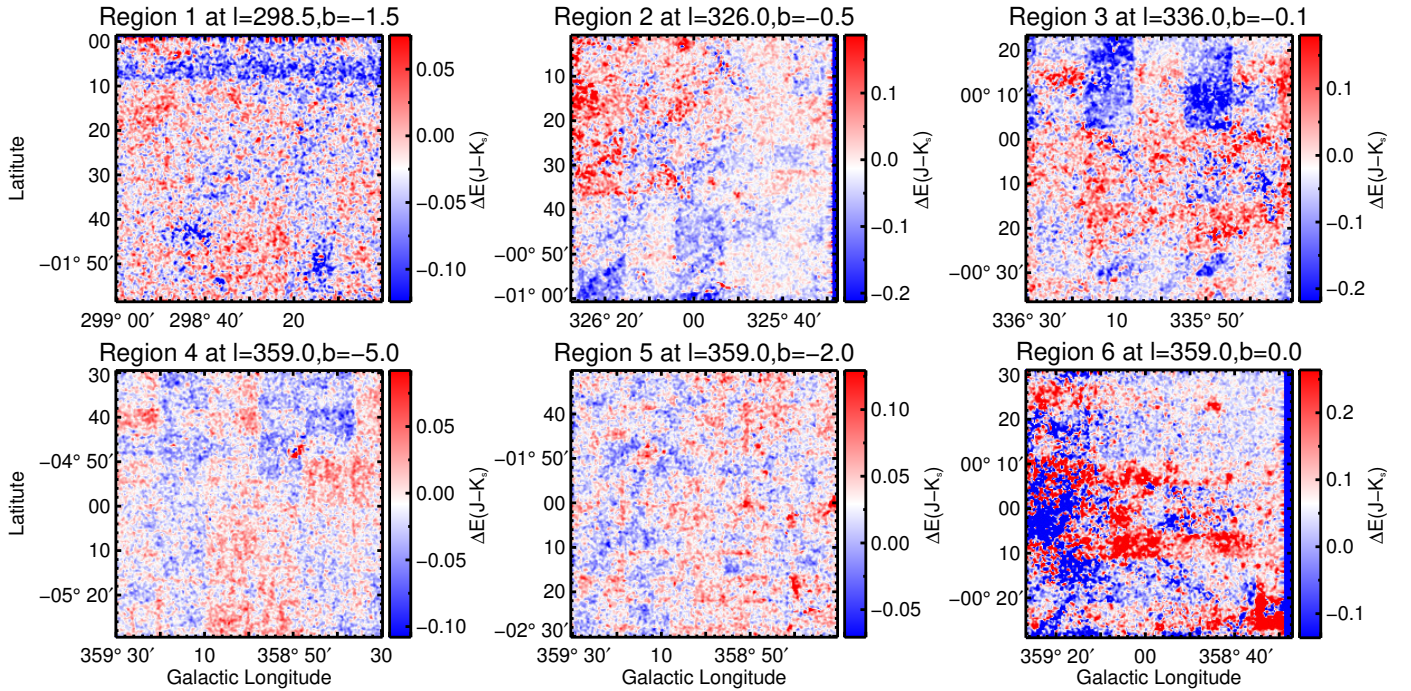 Region 1 at l=298.5,b=−1.5
Region 2 at l=326.0,b=−0.5
Region 3 at l=336.0,b=−0.1
00
10
20
30
40
−01° 50′
Latitute
299° 00′ 298° 40′ 20
0.05
0.00
−0.05
−0.10
ΔE(J−Ks)
10
20
30
40
−00° 50′
−01° 00′
326° 20′ 00 325° 40′
0.1
0.0
−0.1
−0.2
ΔE(J−Ks)
20
00° 10′
00
10
20
−00° 30′
336° 30′ 10 335° 50′
0.1
0.0
−0.1
−0.2
ΔE(J−Ks)
Region 4 at l=359.0,b=−5.0
Region 5 at l=359.0,b=−2.0
Region 6 at l=359.0,b=0.0
30
40
−04° 50′
00
10
−05° 20′
Latitute
359° 30′ 10 358° 50′ 30
Galactic Longitude
0.05
0.00
−0.05
−0.10
ΔE(J−Ks)
40
−01° 50′
00
10
20
−02° 30′
359° 30′ 10 358° 50′
Galactic Longitude
0.10
0.05
0.00
−0.05
ΔE(J−Ks)
30
20
00° 10′
00
10
−00° 20′
359° 20′ 00 358° 40′
Galactic Longitude
0.2
0.1
0.0
−0.1
ΔE(J−Ks)